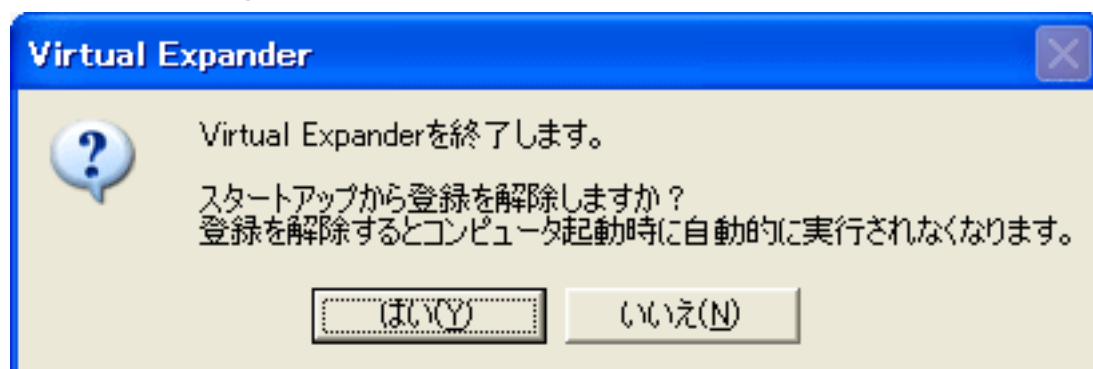 Virtual Expander
Virtual Expanderを終了します。
スタートアップから登録を解除しますか？
登録を解除するとコンピュータ起動時に自動的に実行されなくなります。
はい(Y)
いいえ(N)